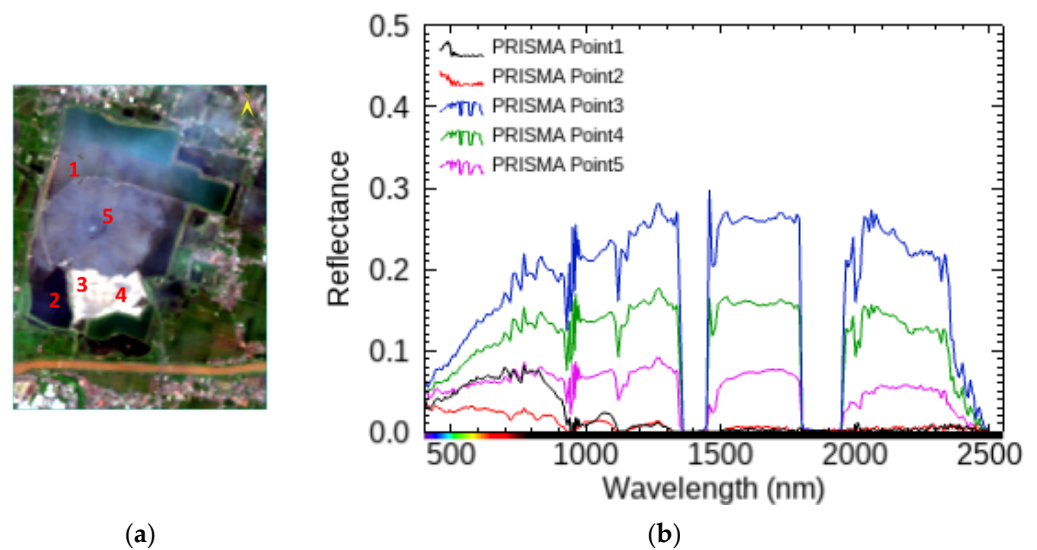 1
5
3
2
4
0.5
0.4
0.3
0.2
0.1
0.0
Reflectance
PRISMA Point1
PRISMA Point2
PRISMA Point3
PRISMA Point4
PRISMA Point5
500 1000 1500 2000 2500
Wavelength (nm)
(a) (b)